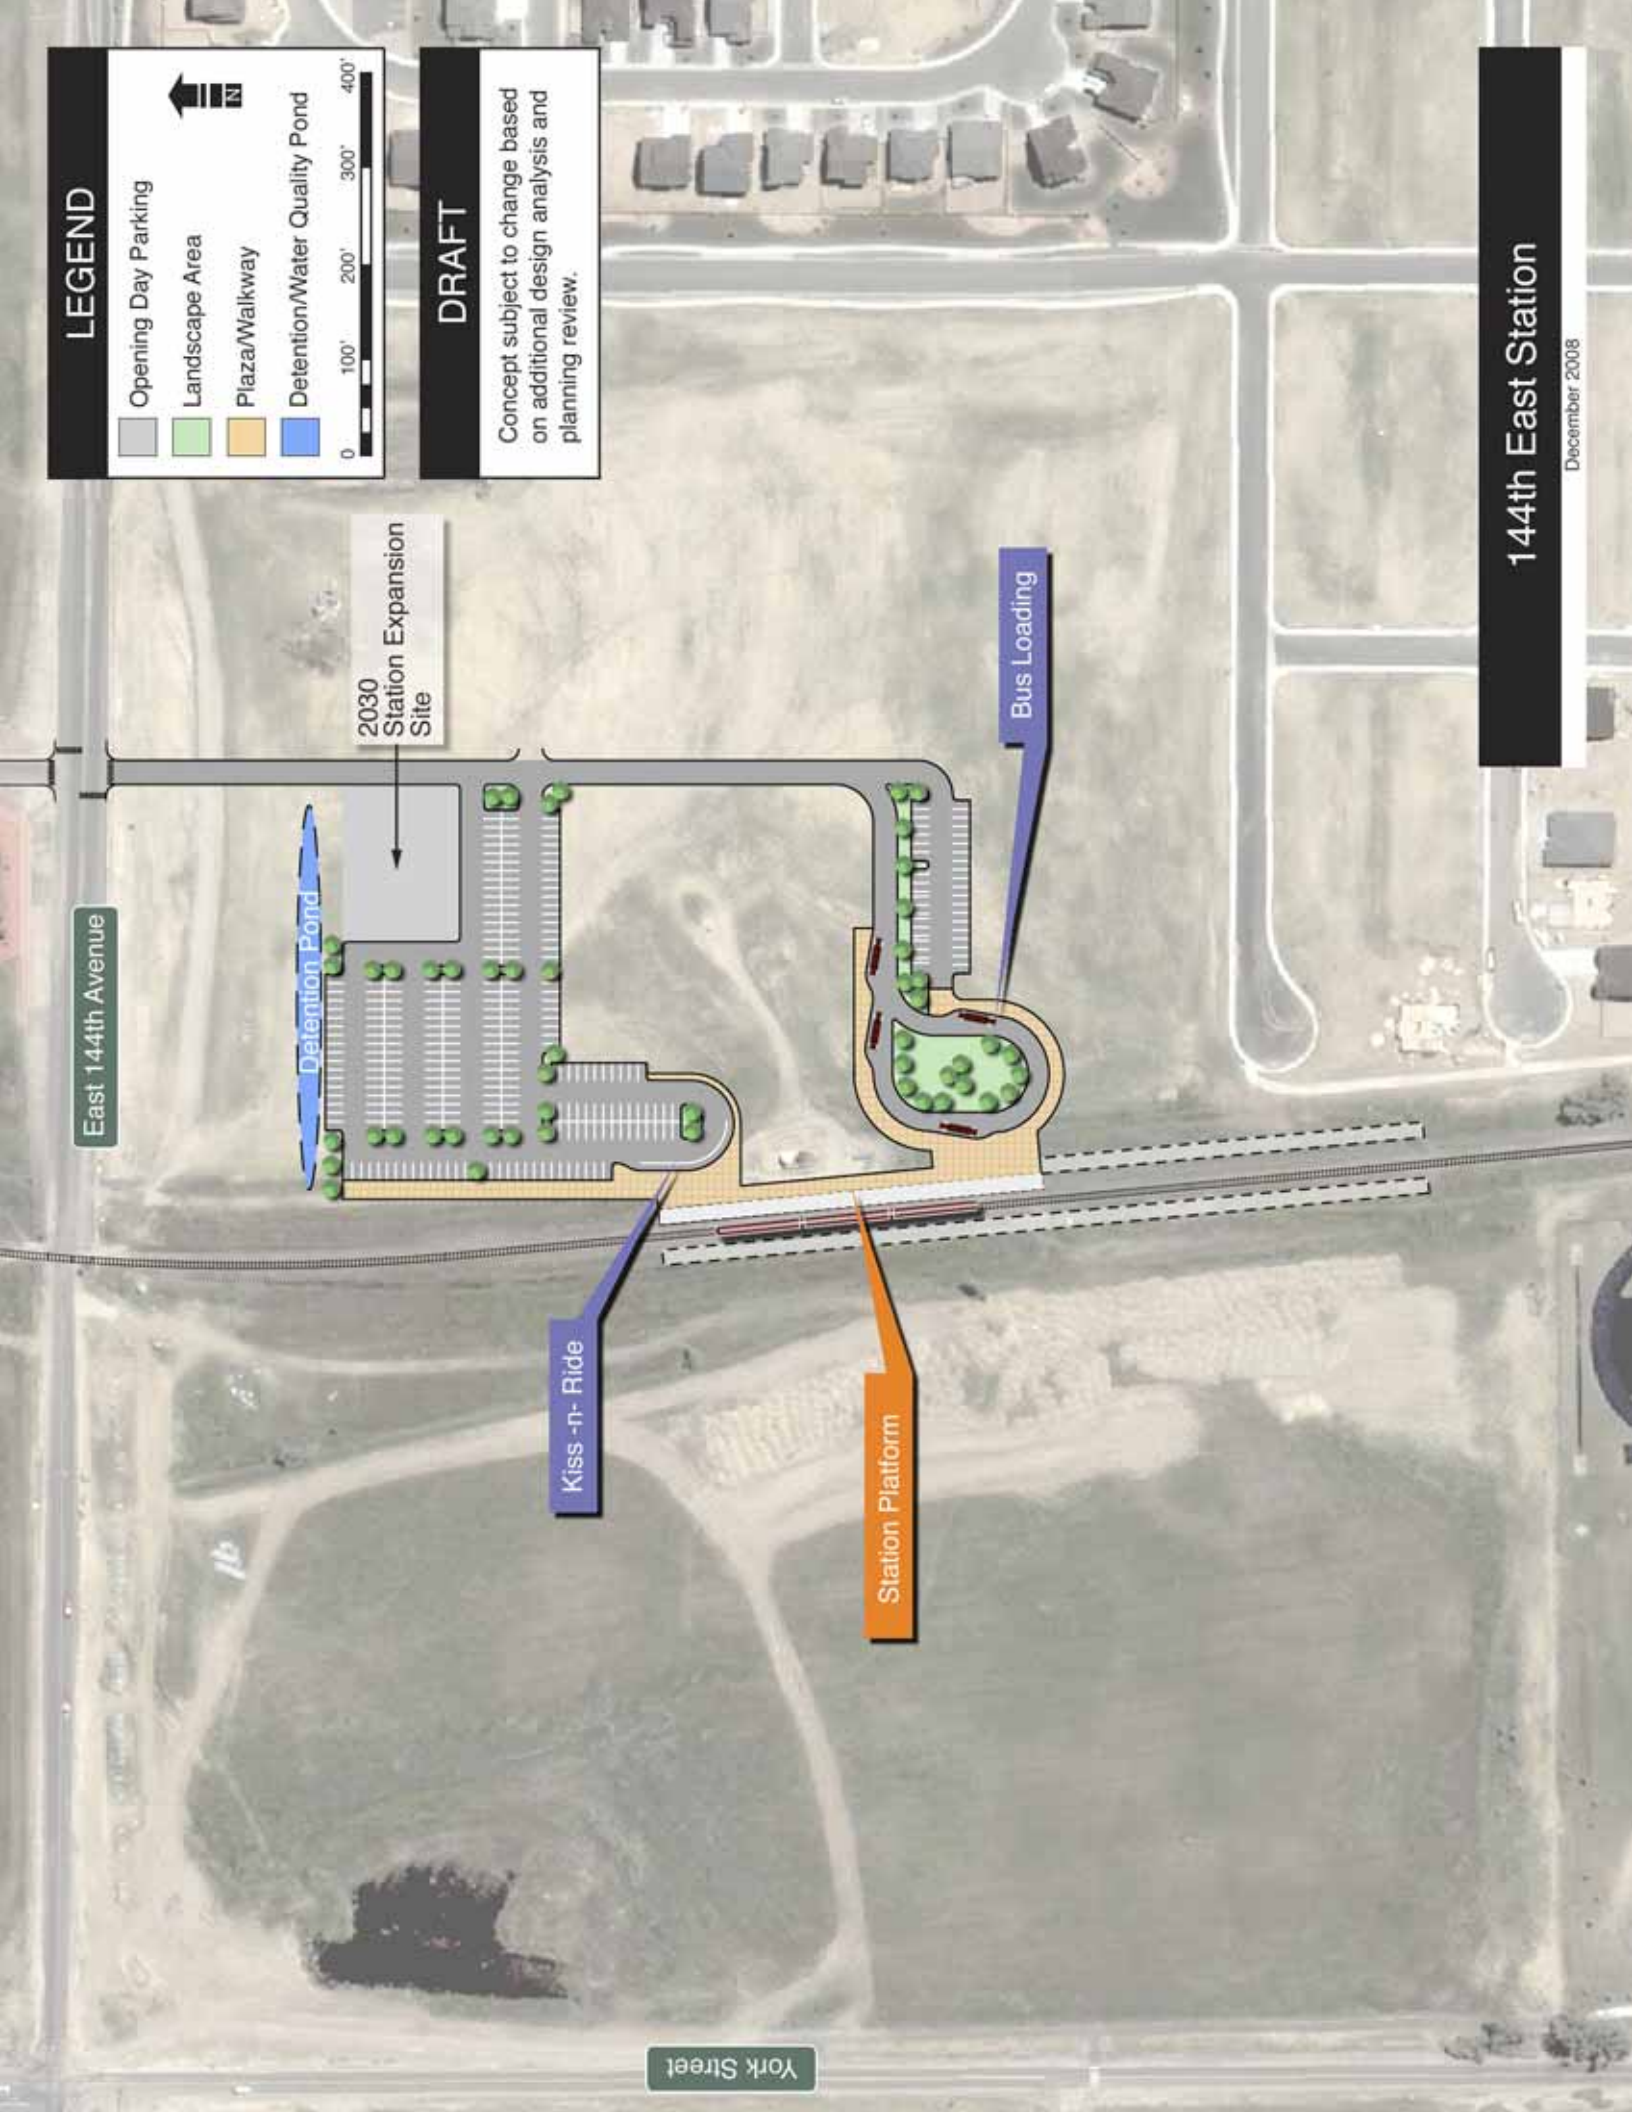 LEGEND
Opening Day Parking
Landscape Area
Plaza/Walkway
Detention/Water Quality Pond
N
0 100' 200' 300' 400'
DRAFT
Concept subject to change based
on additional design analysis and
planning review.
2030
Station Expansion
Site
East 144th Avenue
Detention Pond
Bus Loading
Kiss -n- Ride
Station Platform
York Street
144th East Station
December 2008